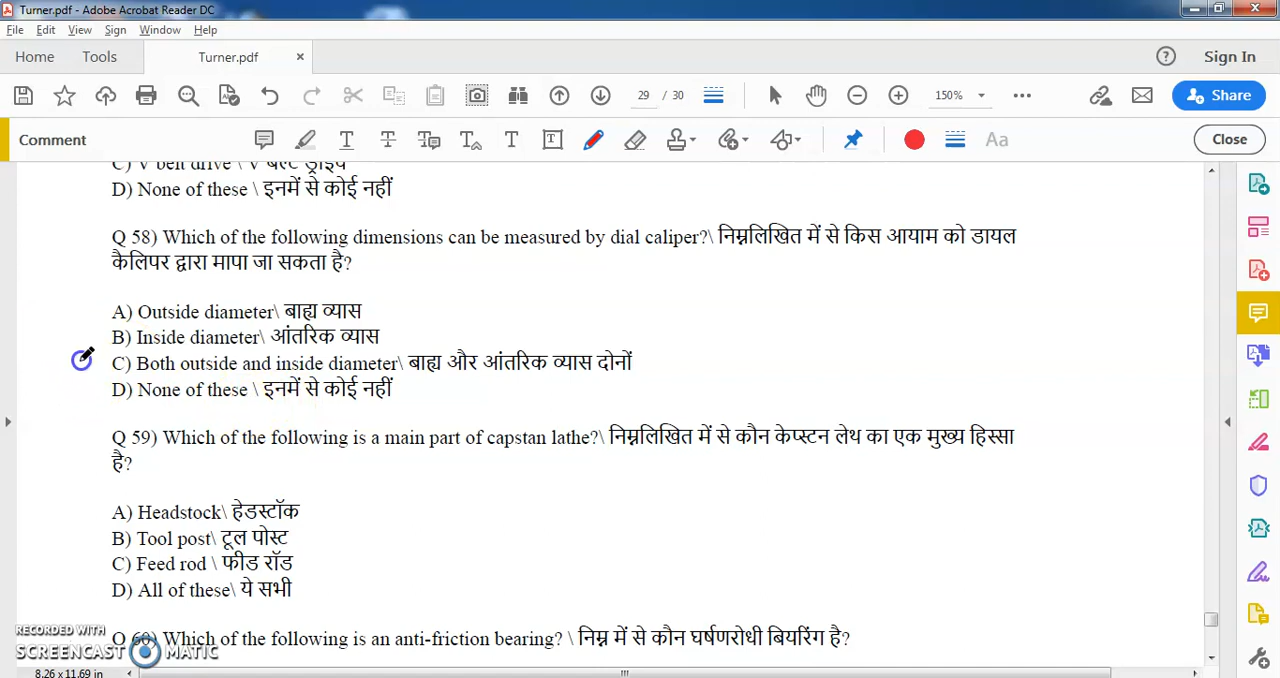 Turner.pdf - Adobe Acrobat Reader DC
File Edit View Sign Window Help
Home Tools Turner.pdf × Sign In
29 / 30 150% Share
Comment Aa Close
C) V belt drive \ V बेल्ट ड्राइव
D) None of these \ इनमें से कोई नहीं
Q 58) Which of the following dimensions can be measured by dial caliper?\ निम्नलिखित में से किस आयाम को डायल
कैलिपर द्वारा मापा जा सकता है?
A) Outside diameter\ बाह्य व्यास
B) Inside diameter\ आंतरिक व्यास
C) Both outside and inside diameter\ बाह्य और आंतरिक व्यास दोनों
D) None of these \ इनमें से कोई नहीं
Q 59) Which of the following is a main part of capstan lathe?\ निम्नलिखित में से कौन केप्स्टन लेथ का एक मुख्य हिस्सा
है?
A) Headstock\ हेडस्टॉक
B) Tool post\ टूल पोस्ट
C) Feed rod \ फीड रॉड
D) All of these\ ये सभी
Q 60) Which of the following is an anti-friction bearing? \ निम्न में से कौन घर्षणरोधी बियरिंग है?
RECORDED WITH
SCREENCAST MATIC
8.26 x 11.69 in